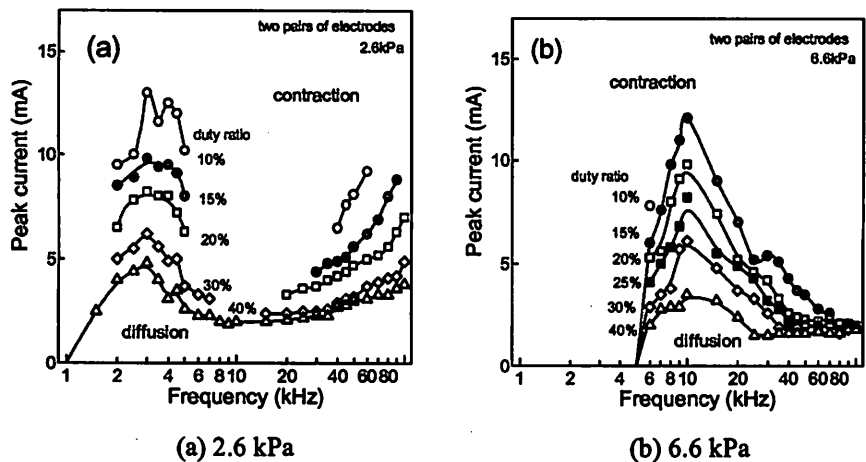 (a)
two pairs of electrodes
2.6kPa
contraction
duty ratio
10%
15%
20%
30%
40%
diffusion
Peak current (mA)
15
10
5
0
1 2 4 6 8 10 20 40 60 80
Frequency (kHz)
(a) 2.6 kPa
(b)
two pairs of electrodes
6.6kPa
contraction
duty ratio
10%
15%
20%
25%
30%
40%
diffusion
Peak current (mA)
15
10
5
0
1 2 4 6 8 10 20 40 60 80
Frequency (kHz)
(b) 6.6 kPa